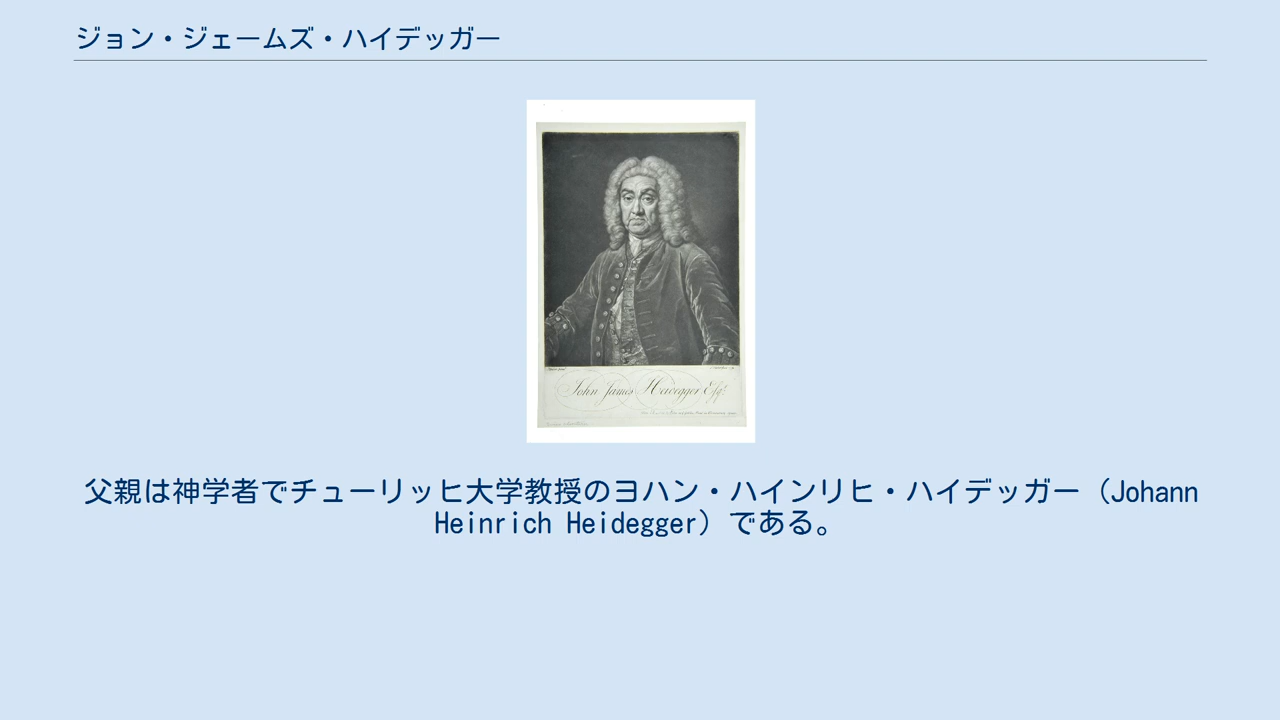 ジョン・ジェームズ・ハイデッガー
John James Heidegger Esqr.
父親は神学者でチューリッヒ大学教授のヨハン・ハインリヒ・ハイデッガー（Johann
Heinrich Heidegger）である。